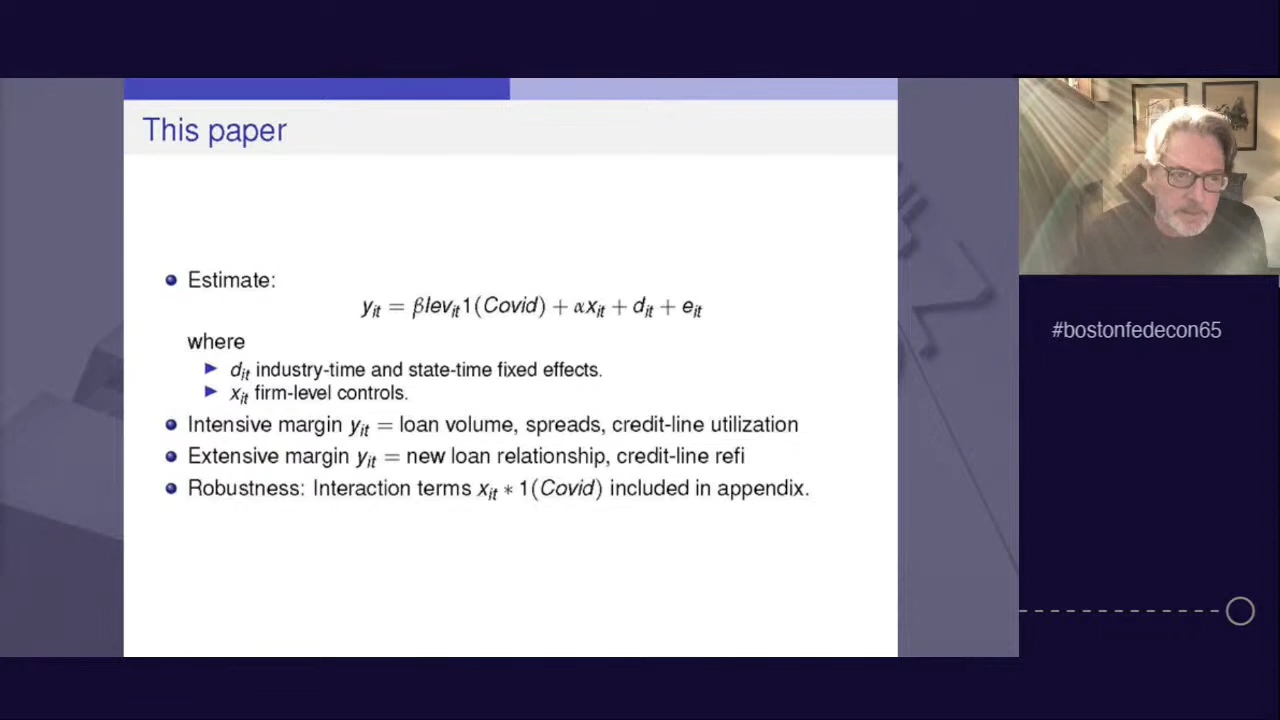 This paper
Estimate:
y_it = βlev_it1(Covid) + αx_it + d_it + e_it
where
d_it industry-time and state-time fixed effects.
x_it firm-level controls.
Intensive margin y_it = loan volume, spreads, credit-line utilization
Extensive margin y_it = new loan relationship, credit-line refi
Robustness: Interaction terms x_it * 1(Covid) included in appendix.
#bostonfedecon65